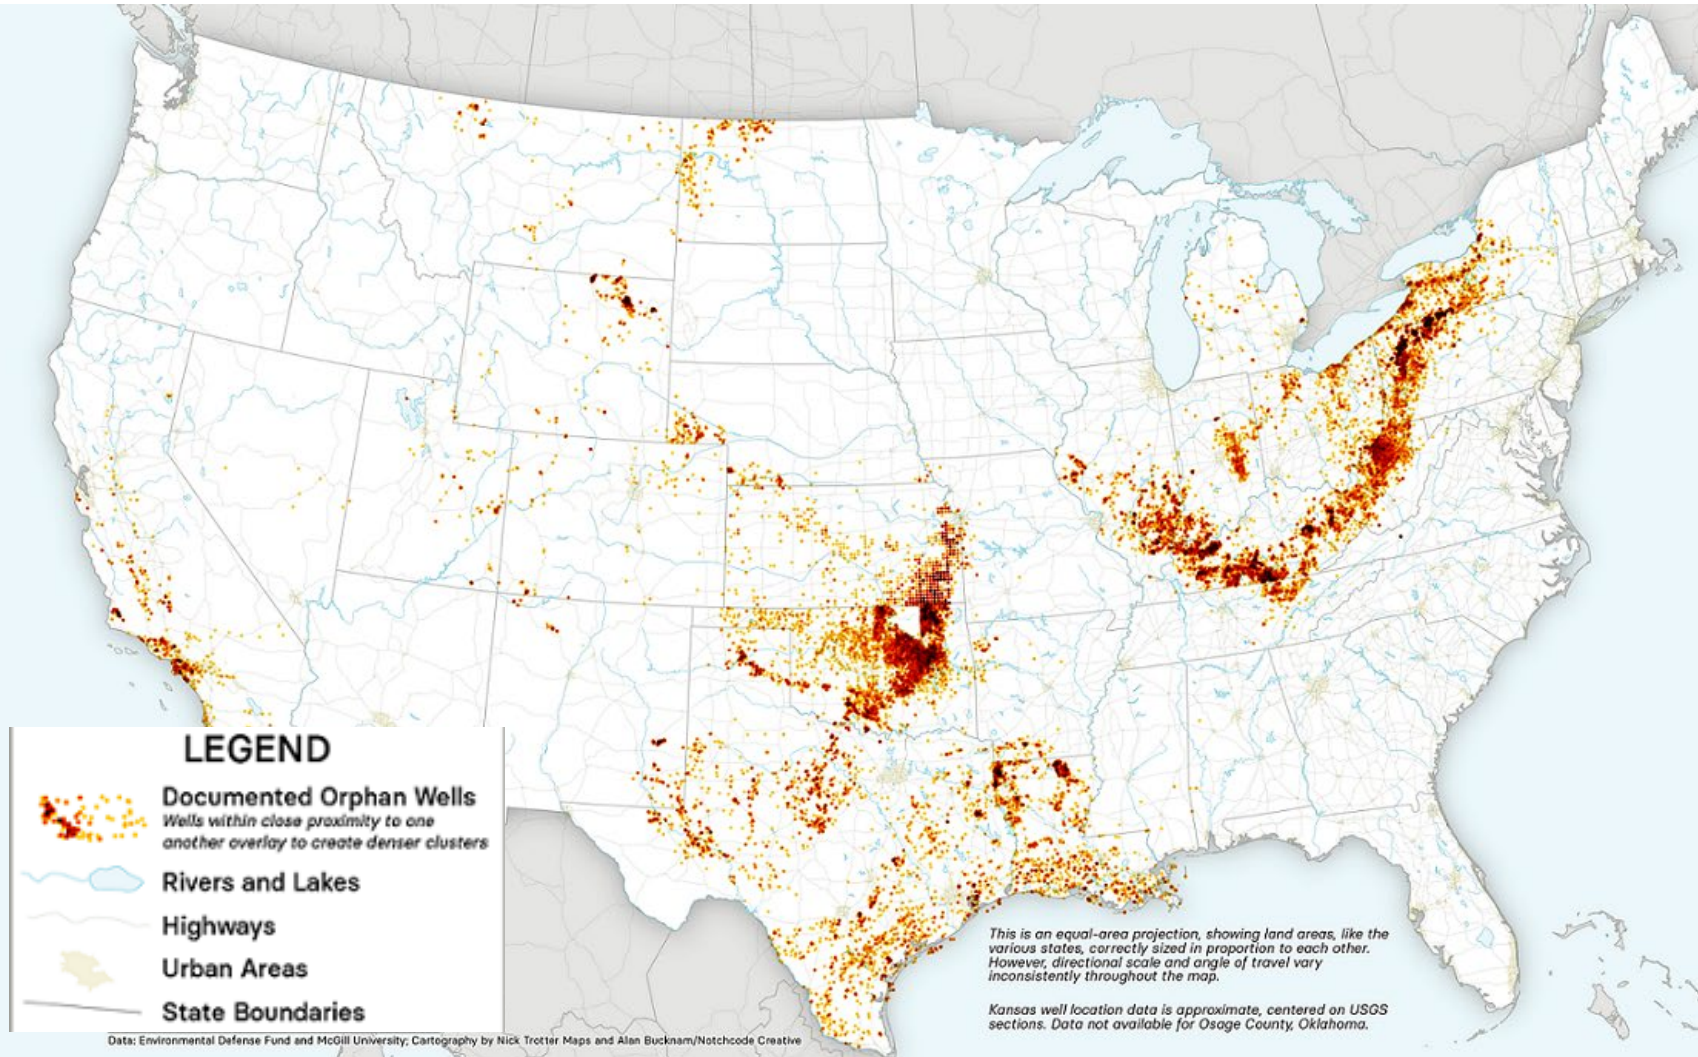 LEGEND
Documented Orphan Wells
Wells within close proximity to one
another overlay to create denser clusters
Rivers and Lakes
Highways
Urban Areas
State Boundaries
This is an equal-area projection, showing land areas, like the
various states, correctly sized in proportion to each other.
However, directional scale and angle of travel vary
inconsistently throughout the map.
Kansas well location data is approximate, centered on USGS
sections. Data not available for Osage County, Oklahoma.
Data: Environmental Defense Fund and McGill University; Cartography by Nick Trotter Maps and Alan Bucknam/Notchcode Creative